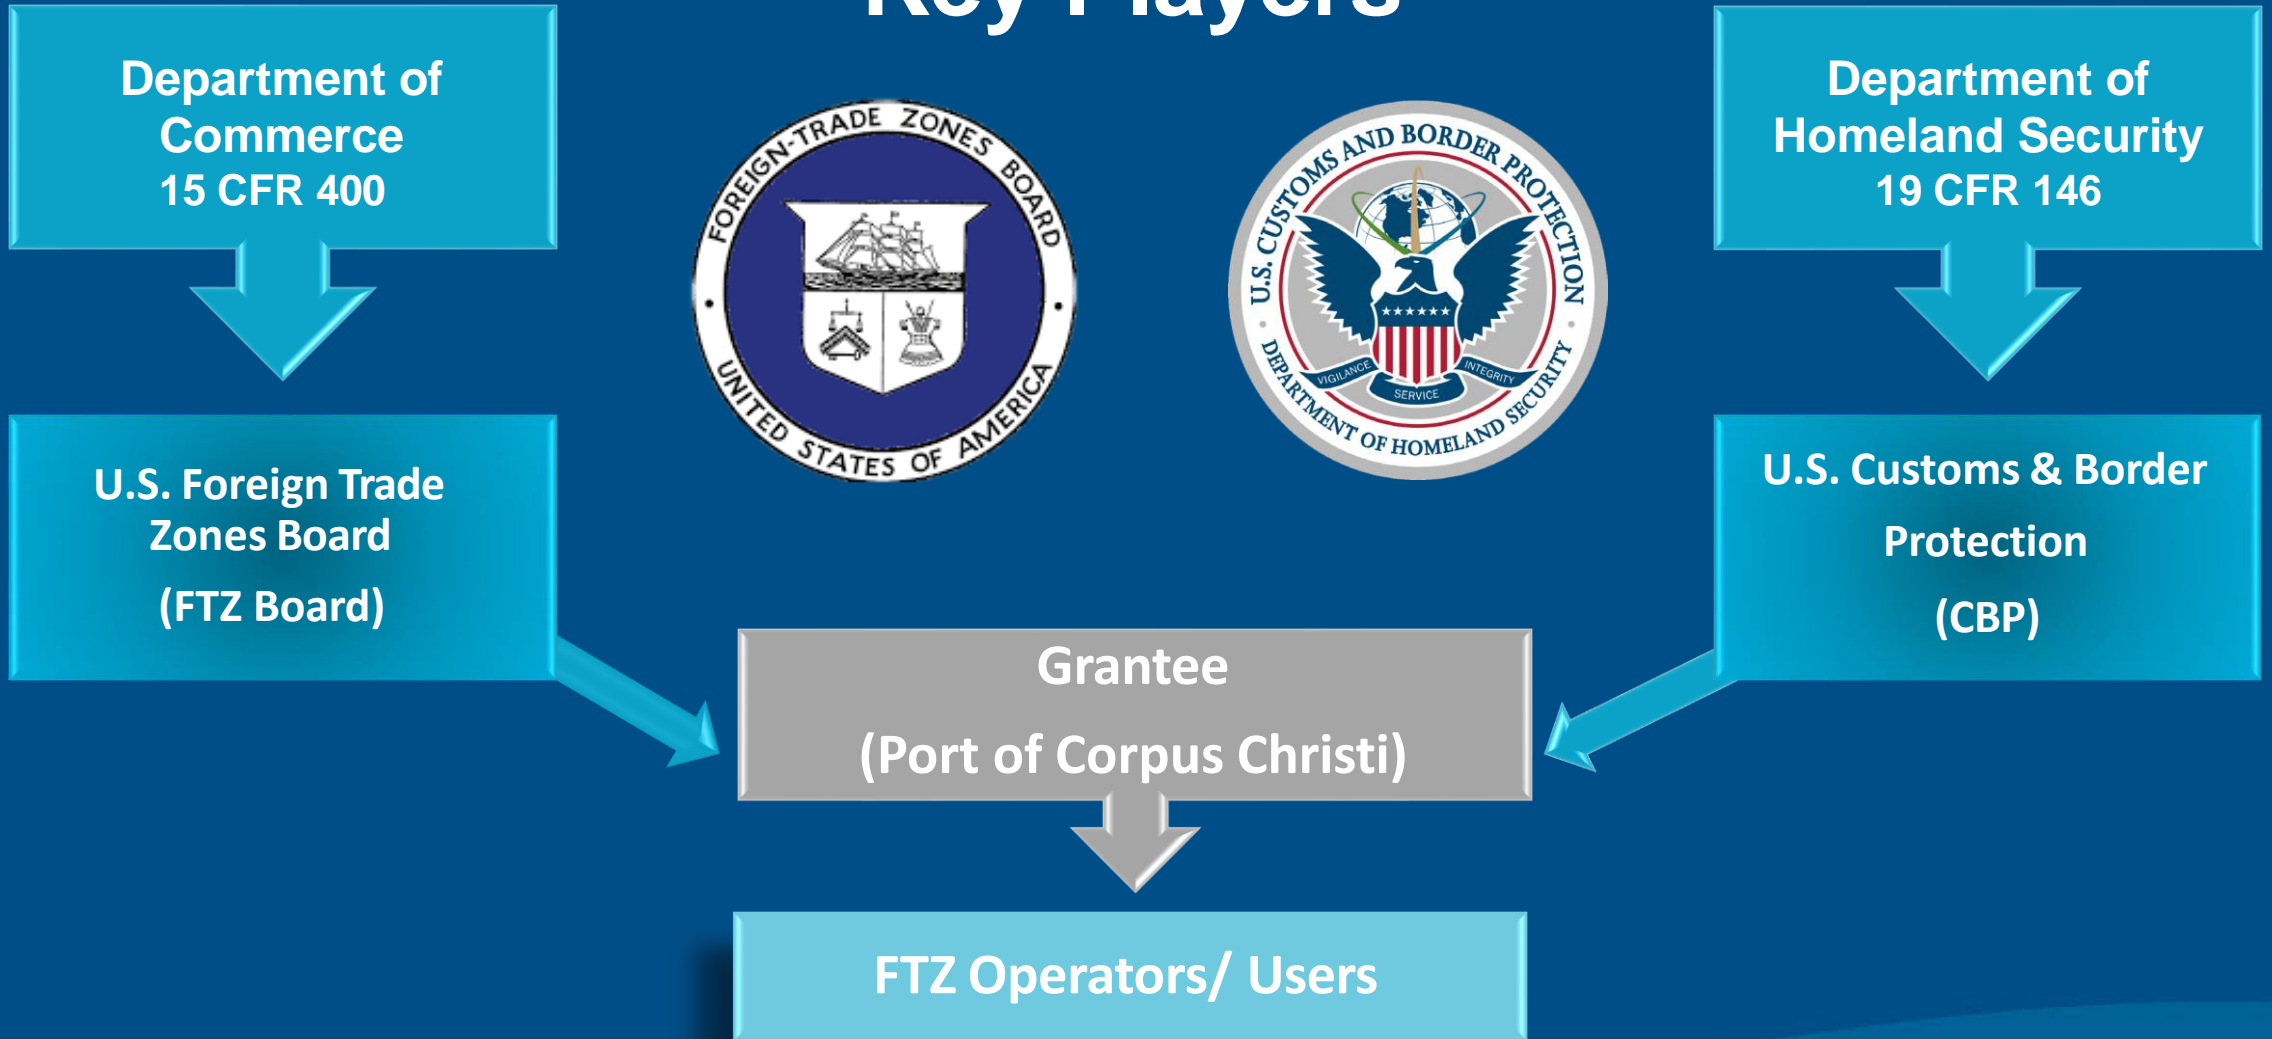 Key Players
Department of
Commerce
15 CFR 400
Department of
Homeland Security
19 CFR 146
FOREIGN-TRADE ZONES BOARD
UNITED STATES OF AMERICA
U.S. CUSTOMS AND BORDER PROTECTION
VIGILANCE
SERVICE
INTEGRITY
DEPARTMENT OF HOMELAND SECURITY
U.S. Foreign Trade
Zones Board
(FTZ Board)
U.S. Customs & Border
Protection
(CBP)
Grantee
(Port of Corpus Christi)
FTZ Operators/ Users